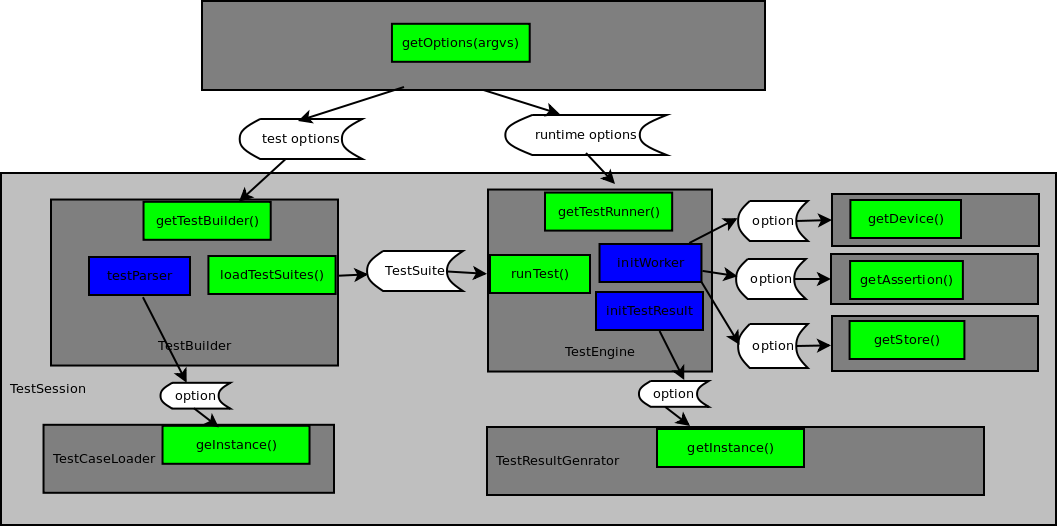 getOptions(argvs)
test options
runtime options
getTestBuilder()
getTestRunner()
option
getDevice()
testParser
loadTestSuites()
TestSuite
runTest()
initWorker
option
getAssertion()
initTestResult
TestBuilder
TestEngine
option
getStore()
TestSession
option
option
TestCaseLoader
geInstance()
TestResultGenrator
getInstance()